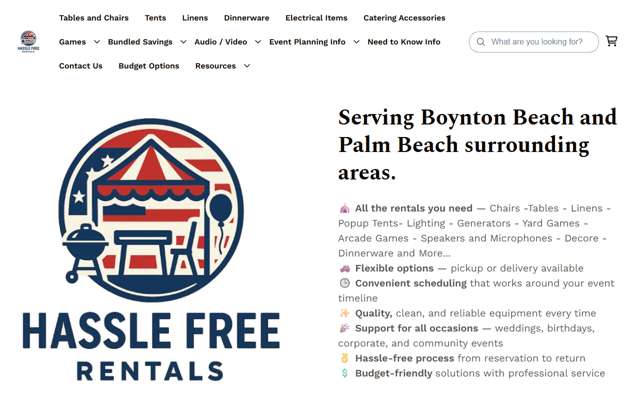 Tables and Chairs Tents Linens Dinnerware Electrical Items Catering Accessories
HASSLE FREE
RENTALS
Games Bundled Savings Audio / Video Event Planning Info Need to Know Info
What are you looking for?
Contact Us Budget Options Resources
HASSLE FREE
RENTALS
Serving Boynton Beach and
Palm Beach surrounding
areas.
All the rentals you need — Chairs -Tables - Linens -
Popup Tents- Lighting - Generators - Yard Games -
Arcade Games - Speakers and Microphones - Decore -
Dinnerware and More...
Flexible options — pickup or delivery available
Convenient scheduling that works around your event
timeline
Quality, clean, and reliable equipment every time
Support for all occasions — weddings, birthdays,
corporate, and community events
Hassle-free process from reservation to return
Budget-friendly solutions with professional service